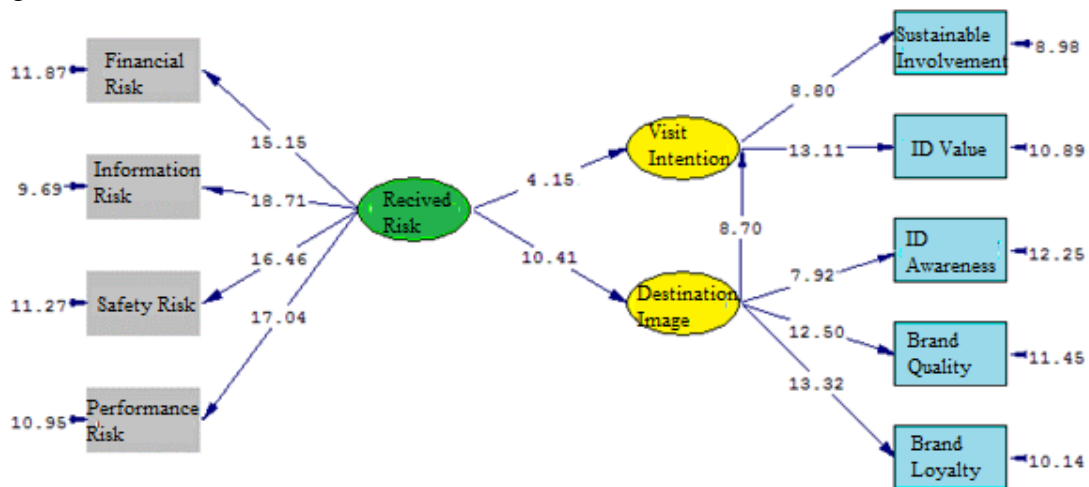 Financial
Risk
11.87
15.15
Information
Risk
9.69
18.71
Safety Risk
11.27
16.46
Performance
Risk
10.95
17.04
Recived
Risk
4.15
10.41
Visit
Intention
8.70
Destination
Image
8.80
13.11
7.92
12.50
13.32
Sustainable
Involvement
8.98
ID Value
10.89
ID
Awareness
12.25
Brand
Quality
11.45
Brand
Loyalty
10.14